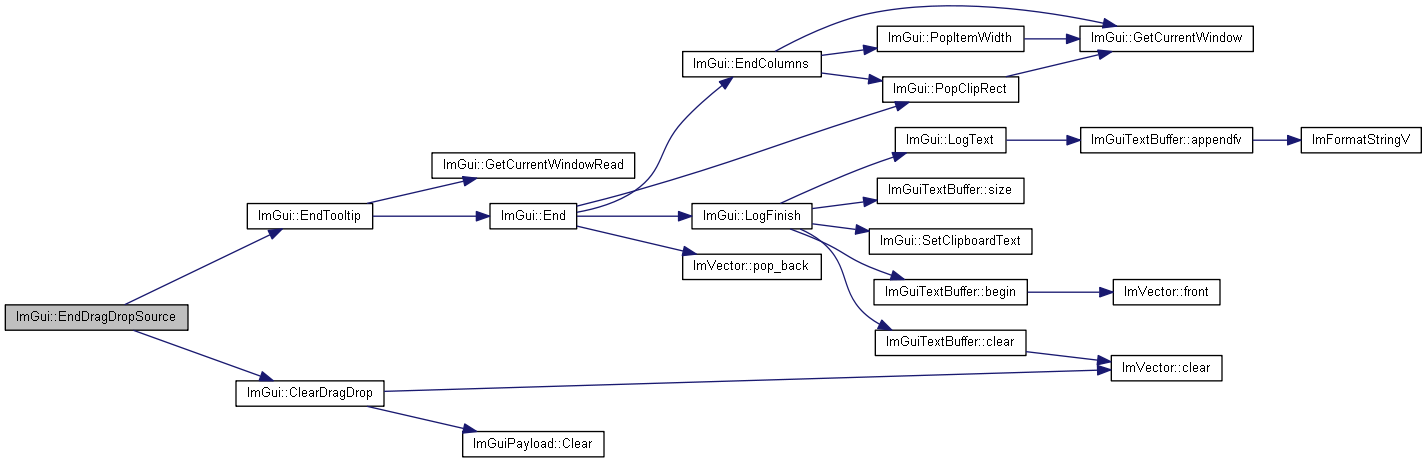 ImGui::EndDragDropSource
ImGui::EndTooltip
ImGui::ClearDragDrop
ImGui::GetCurrentWindowRead
ImGui::End
ImGuiPayload::Clear
ImGui::EndColumns
ImGui::LogFinish
ImVector::pop_back
ImGui::PopItemWidth
ImGui::PopClipRect
ImGui::LogText
ImGuiTextBuffer::size
ImGui::SetClipboardText
ImGuiTextBuffer::begin
ImGuiTextBuffer::clear
ImGui::GetCurrentWindow
ImGuiTextBuffer::appendfv
ImVector::front
ImVector::clear
ImFormatStringV